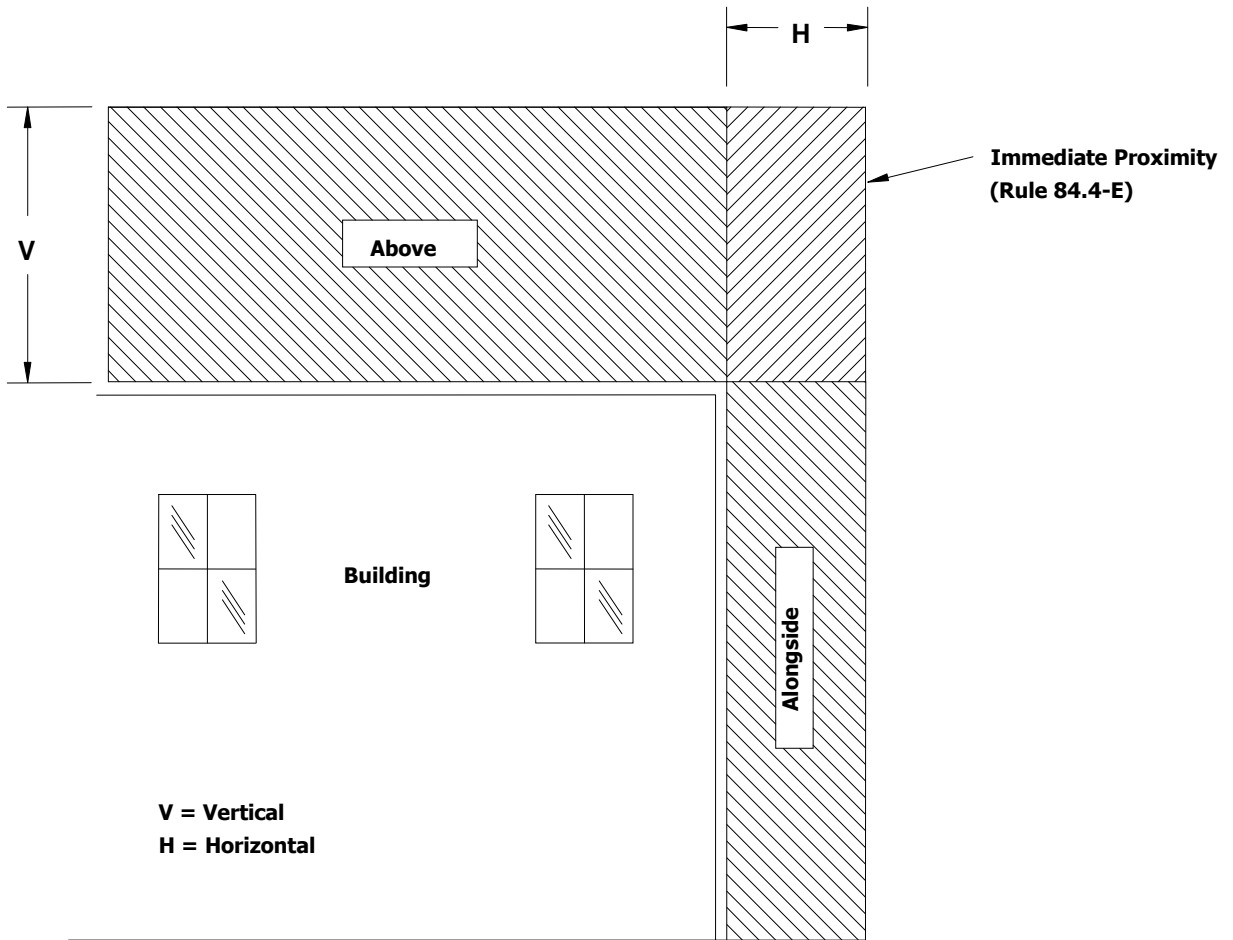 H
Immediate Proximity
(Rule 84.4-E)
V
Above
Building
Alongside
V = Vertical
H = Horizontal